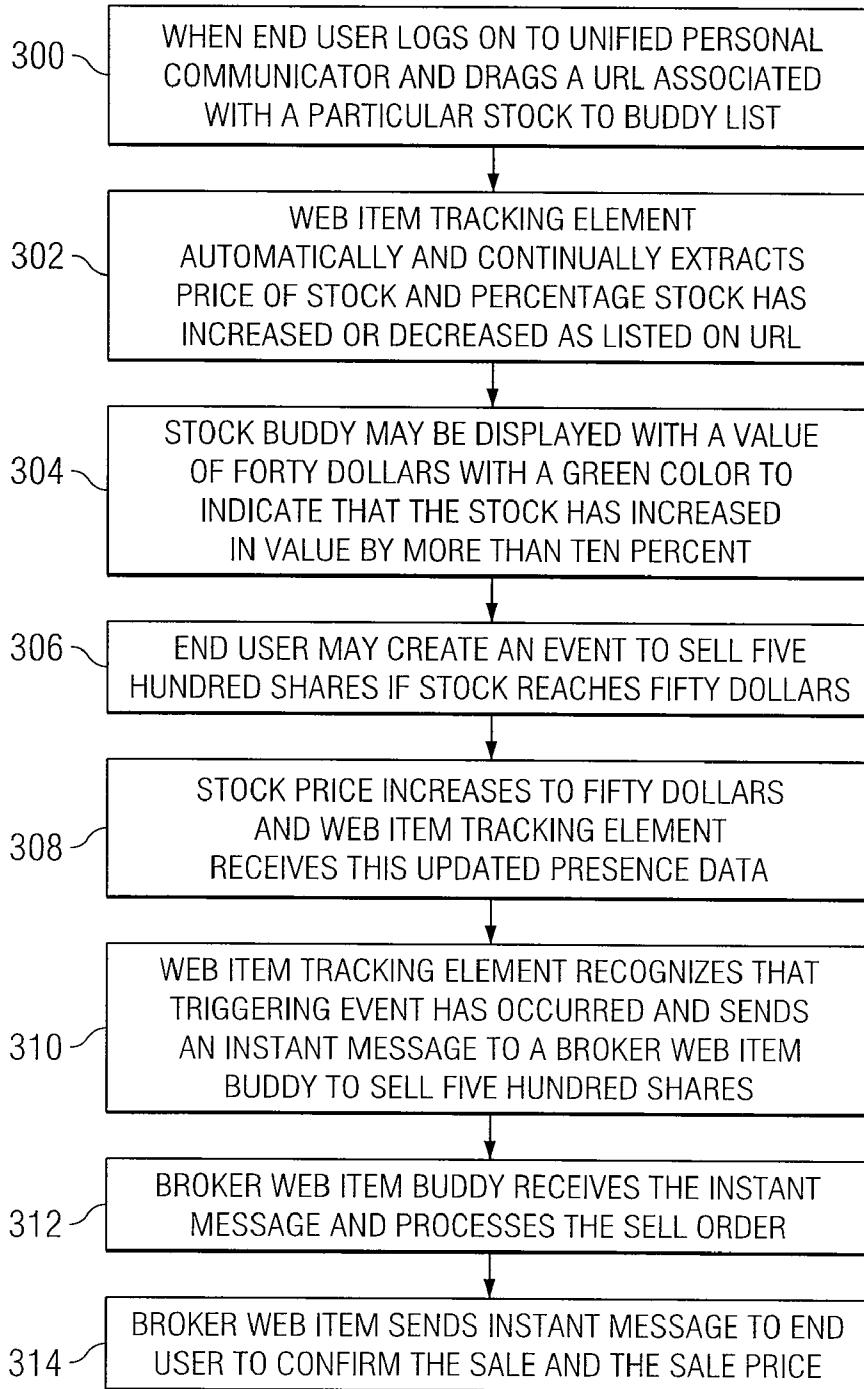 300
WHEN END USER LOGS ON TO UNIFIED PERSONAL
COMMUNICATOR AND DRAGS A URL ASSOCIATED
WITH A PARTICULAR STOCK TO BUDDY LIST
302
WEB ITEM TRACKING ELEMENT
AUTOMATICALLY AND CONTINUALLY EXTRACTS
PRICE OF STOCK AND PERCENTAGE STOCK HAS
INCREASED OR DECREASED AS LISTED ON URL
304
STOCK BUDDY MAY BE DISPLAYED WITH A VALUE
OF FORTY DOLLARS WITH A GREEN COLOR TO
INDICATE THAT THE STOCK HAS INCREASED
IN VALUE BY MORE THAN TEN PERCENT
306
END USER MAY CREATE AN EVENT TO SELL FIVE
HUNDRED SHARES IF STOCK REACHES FIFTY DOLLARS
308
STOCK PRICE INCREASES TO FIFTY DOLLARS
AND WEB ITEM TRACKING ELEMENT
RECEIVES THIS UPDATED PRESENCE DATA
310
WEB ITEM TRACKING ELEMENT RECOGNIZES THAT
TRIGGERING EVENT HAS OCCURRED AND SENDS
AN INSTANT MESSAGE TO A BROKER WEB ITEM
BUDDY TO SELL FIVE HUNDRED SHARES
312
BROKER WEB ITEM BUDDY RECEIVES THE INSTANT
MESSAGE AND PROCESSES THE SELL ORDER
314
BROKER WEB ITEM SENDS INSTANT MESSAGE TO END
USER TO CONFIRM THE SALE AND THE SALE PRICE